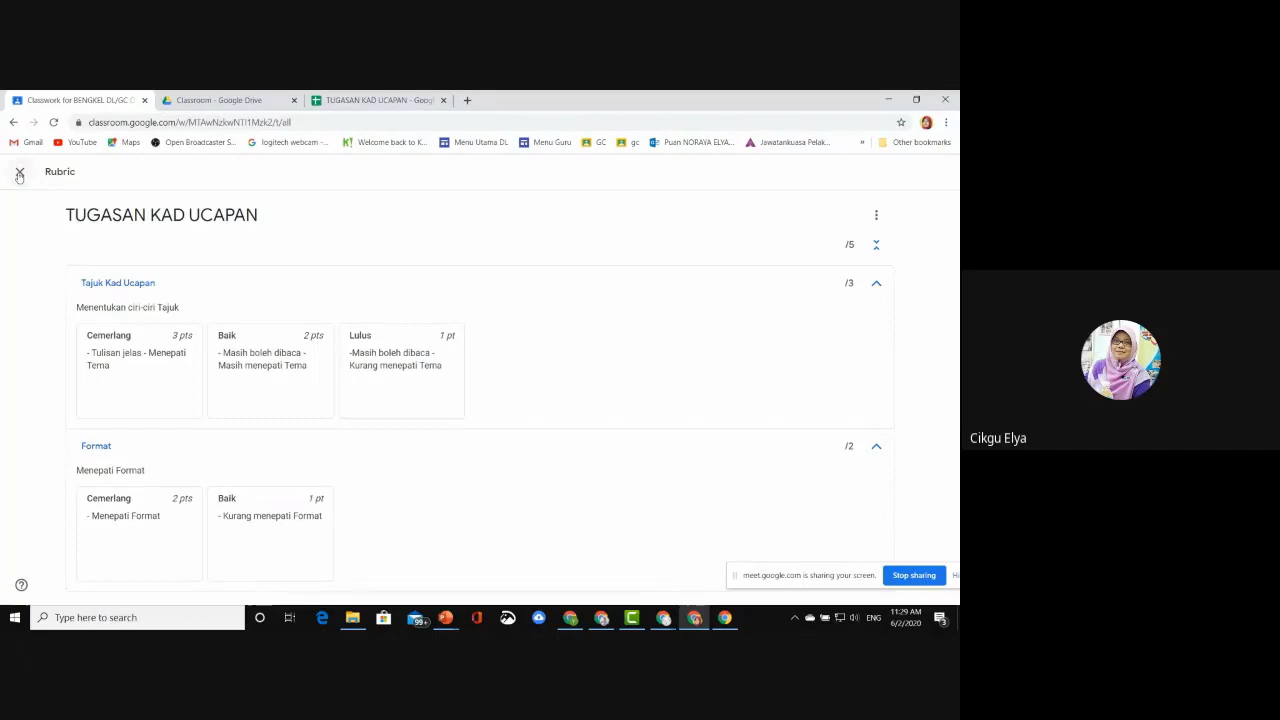 Classwork for BENGKEL DL/GC
Classroom - Google Drive
TUGASAN KAD UCAPAN - Goog
classroom.google.com/w/MTAwNzkwNTI1Mzk2/t/all
Gmail
YouTube
Maps
Open Broadcaster S...
logitech webcam -...
Welcome back to K...
Menu Utama DL
Menu Guru
GC
gc
Puan NORAYA ELYA...
Jawatankuasa Pelak...
»
Other bookmarks
Rubric
TUGASAN KAD UCAPAN
/5
Tajuk Kad Ucapan
/3
Menentukan ciri-ciri Tajuk
Cemerlang 3 pts
- Tulisan jelas - Menepati
Tema
Baik 2 pts
- Masih boleh dibaca -
Masih menepati Tema
Lulus 1 pt
-Masih boleh dibaca -
Kurang menepati Tema
Format
/2
Menepati Format
Cemerlang 2 pts
- Menepati Format
Baik 1 pt
- Kurang menepati Format
meet.google.com is sharing your screen.
Stop sharing
Type here to search
99+
ENG
11:29 AM
6/2/2020
3
Cikgu Elya